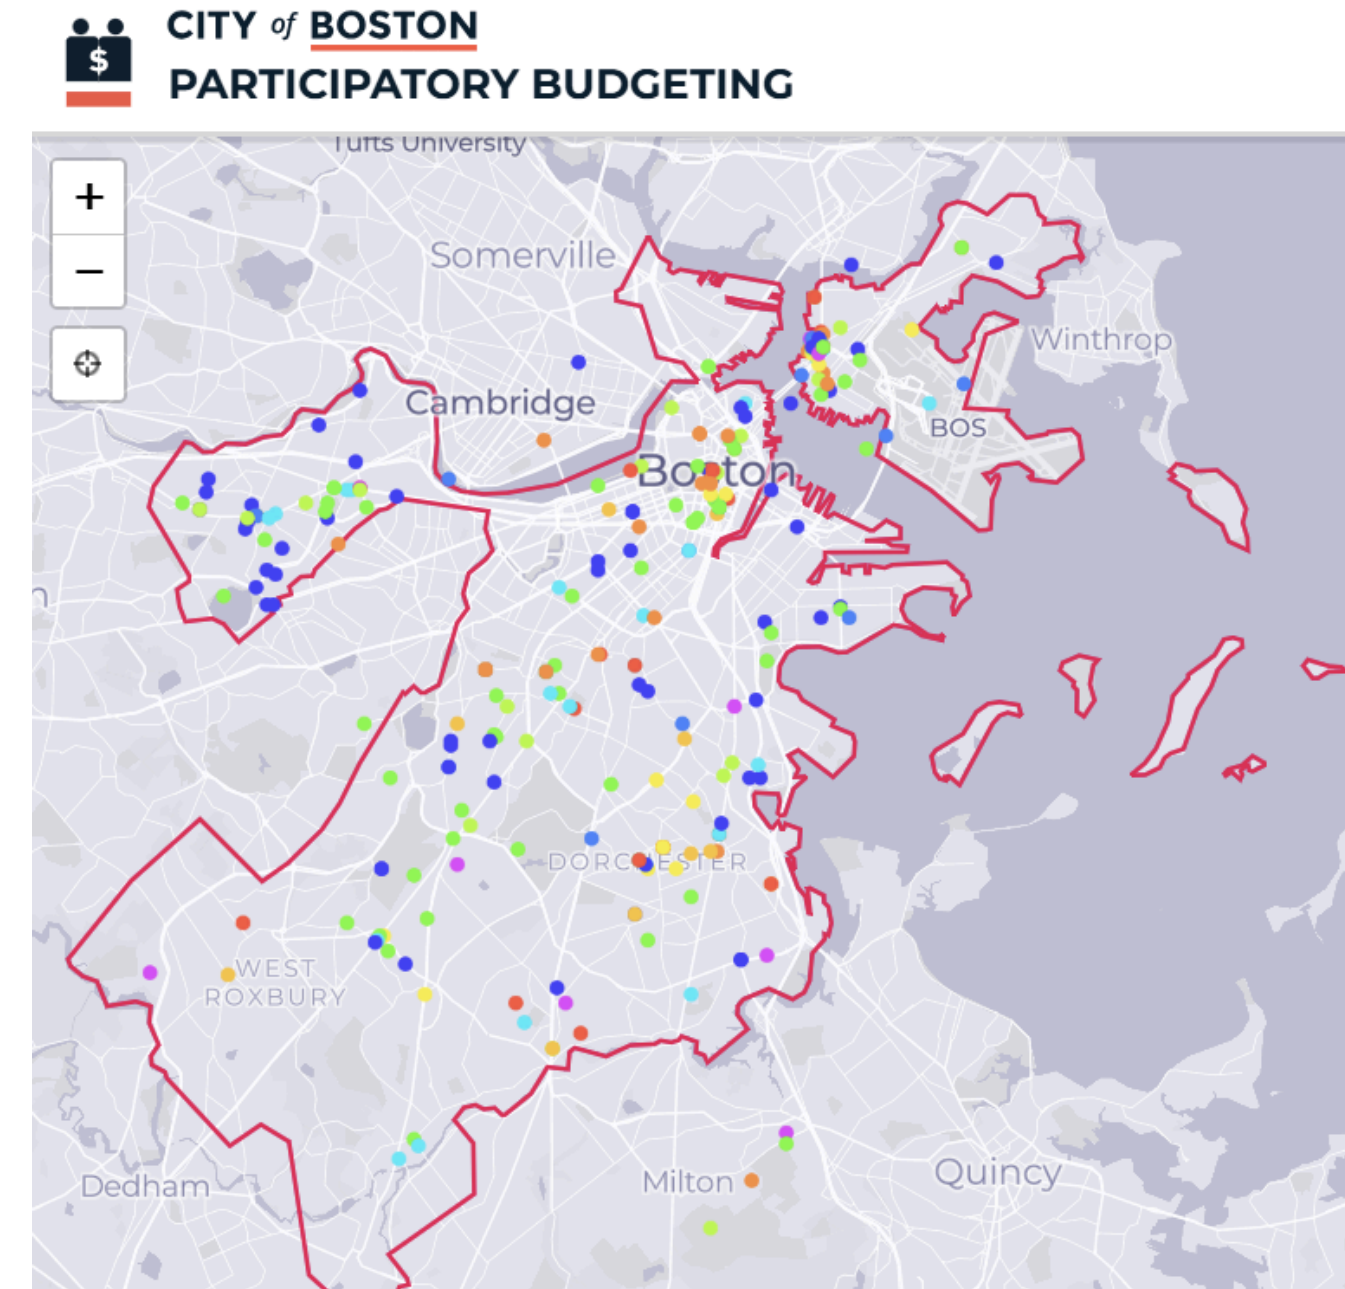 CITY of BOSTON
$
PARTICIPATORY BUDGETING
Tufts University
+
−
Somerville
Winthrop
Cambridge
BOS
Boston
DORCHESTER
WEST
ROXBURY
Dedham
Milton
Quincy